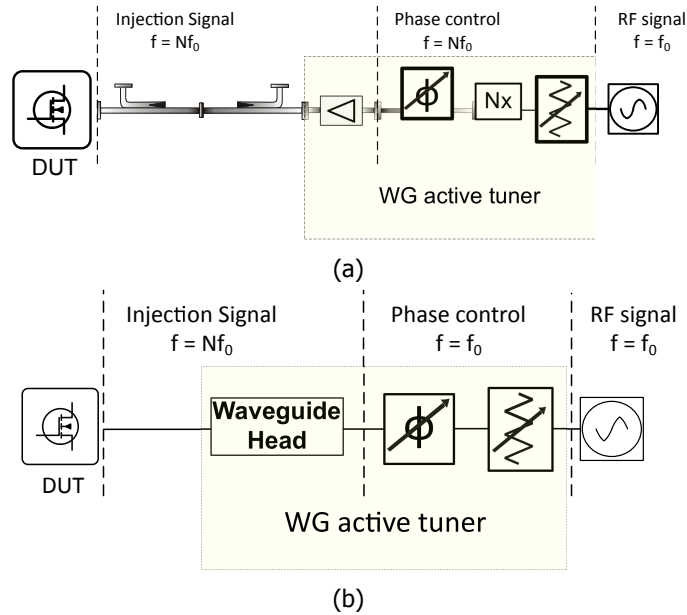 Injection Signal
f = Nf₀
Phase control
f = Nf₀
RF signal
f = f₀
ϕ
Nx
DUT
WG active tuner
(a)
Injection Signal
f = Nf₀
Phase control
f = f₀
RF signal
f = f₀
Waveguide
Head
ϕ
DUT
WG active tuner
(b)